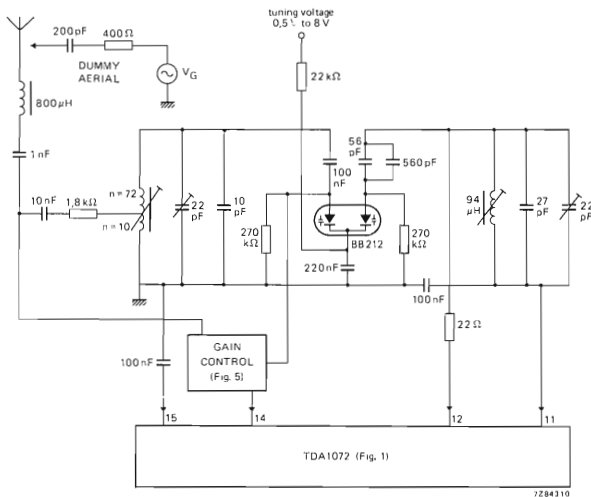 tuning voltage
0,5 to 8 V
200pF
400Ω
DUMMY
AERIAL
VG
22kΩ
800μH
1nF
56
pF
560pF
100
nF
10nF
1,8kΩ
n=72
n=10
22
pF
10
pF
270
kΩ
BB212
270
kΩ
94
μH
27
pF
22
pF
220nF
100nF
22Ω
100nF
GAIN
CONTROL
(Fig. 5)
15
14
12
11
TDA1072 (Fig. 1)
7Z84310